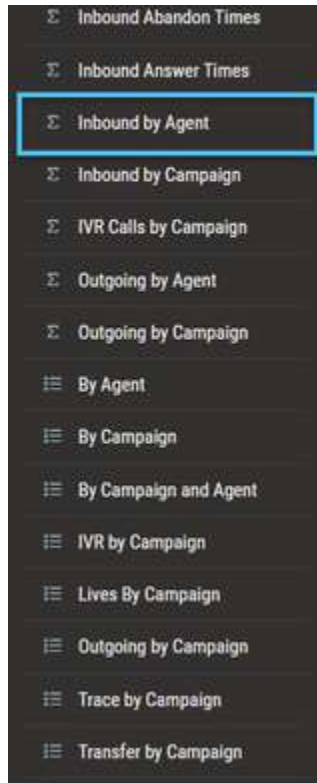 Σ Inbound Abandon Times
Σ Inbound Answer Times
Σ Inbound by Agent
Σ Inbound by Campaign
Σ IVR Calls by Campaign
Σ Outgoing by Agent
Σ Outgoing by Campaign
By Agent
By Campaign
By Campaign and Agent
IVR by Campaign
Lives By Campaign
Outgoing by Campaign
Trace by Campaign
Transfer by Campaign